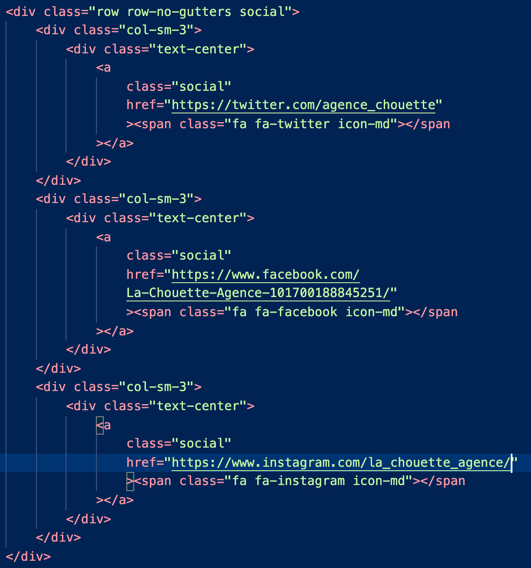 <div class="row row-no-gutters social">
<div class="col-sm-3">
<div class="text-center">
<a
class="social"
href="https://twitter.com/agence_chouette"
><span class="fa fa-twitter icon-md"></span
></a>
</div>
</div>
<div class="col-sm-3">
<div class="text-center">
<a
class="social"
href="https://www.facebook.com/
La-Chouette-Agence-101700188845251/"
><span class="fa fa-facebook icon-md"></span
></a>
</div>
</div>
<div class="col-sm-3">
<div class="text-center">
<a
class="social"
href="https://www.instagram.com/la_chouette_agence/"
><span class="fa fa-instagram icon-md"></span
></a>
</div>
</div>
</div>